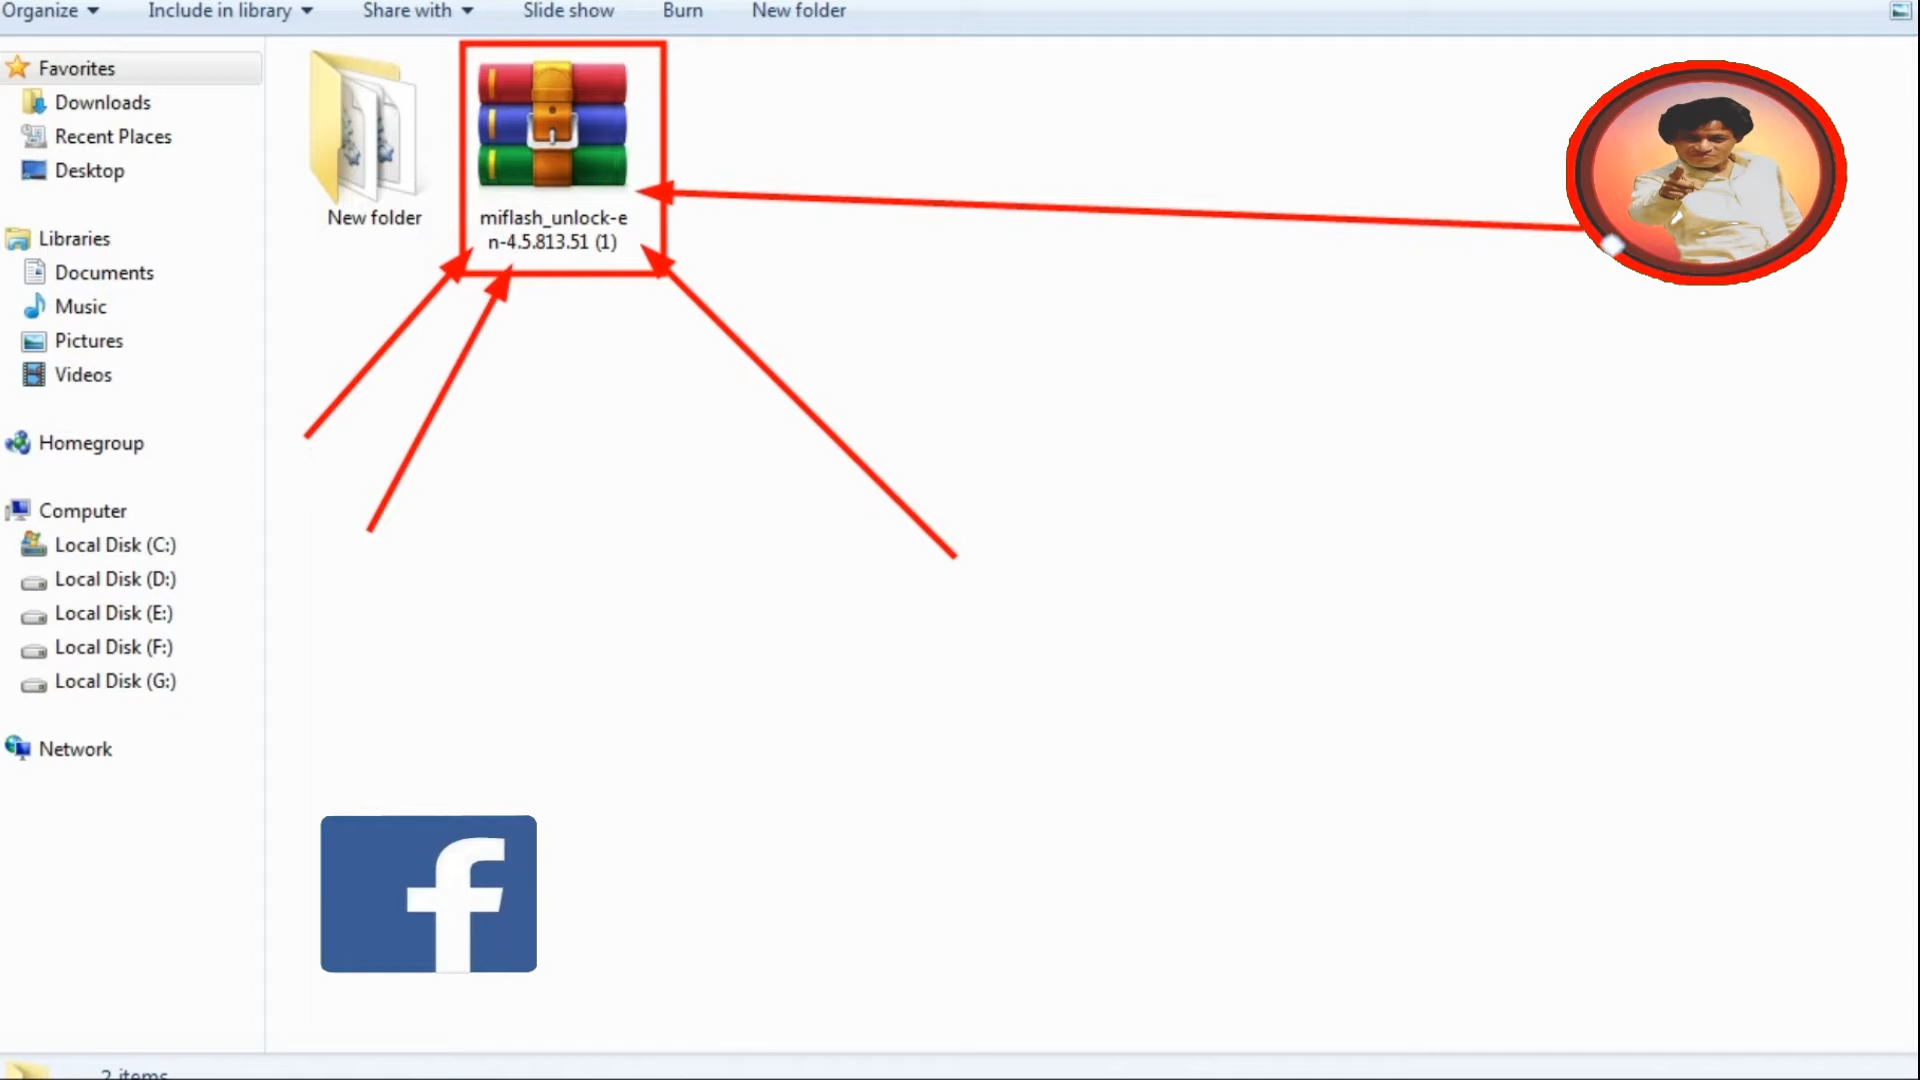 Organize
Include in library
Share with
Slide show
Burn
New folder
Favorites
Downloads
Recent Places
Desktop
Libraries
Documents
Music
Pictures
Videos
Homegroup
Computer
Local Disk (C:)
Local Disk (D:)
Local Disk (E:)
Local Disk (F:)
Local Disk (G:)
Network
New folder
miflash_unlock-e
n-4.5.813.51 (1)
f
2 items